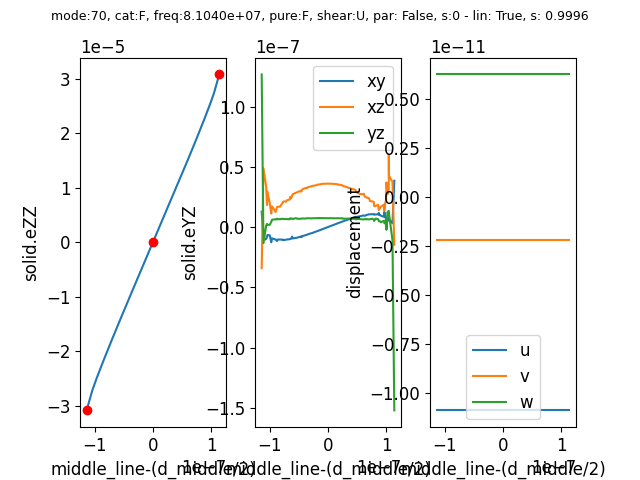 mode:70, cat:F, freq:8.1040e+07, pure:F, shear:U, par: False, s:0 - lin: True, s: 0.9996
1e−5
1e−7
1e−11
3
2
1
0
−1
−2
−3
solid.eZZ
−1
0
1
1e−7
middle_line-(d_middle/2)
1.0
0.5
0.0
−0.5
−1.0
−1.5
solid.eYZ
xy
xz
yz
−1
0
1
1e−7
middle_line-(d_middle/2)
0.50
0.25
0.00
−0.25
−0.50
−0.75
−1.00
displacement
u
v
w
−1
0
1
1e−7
middle_line-(d_middle/2)